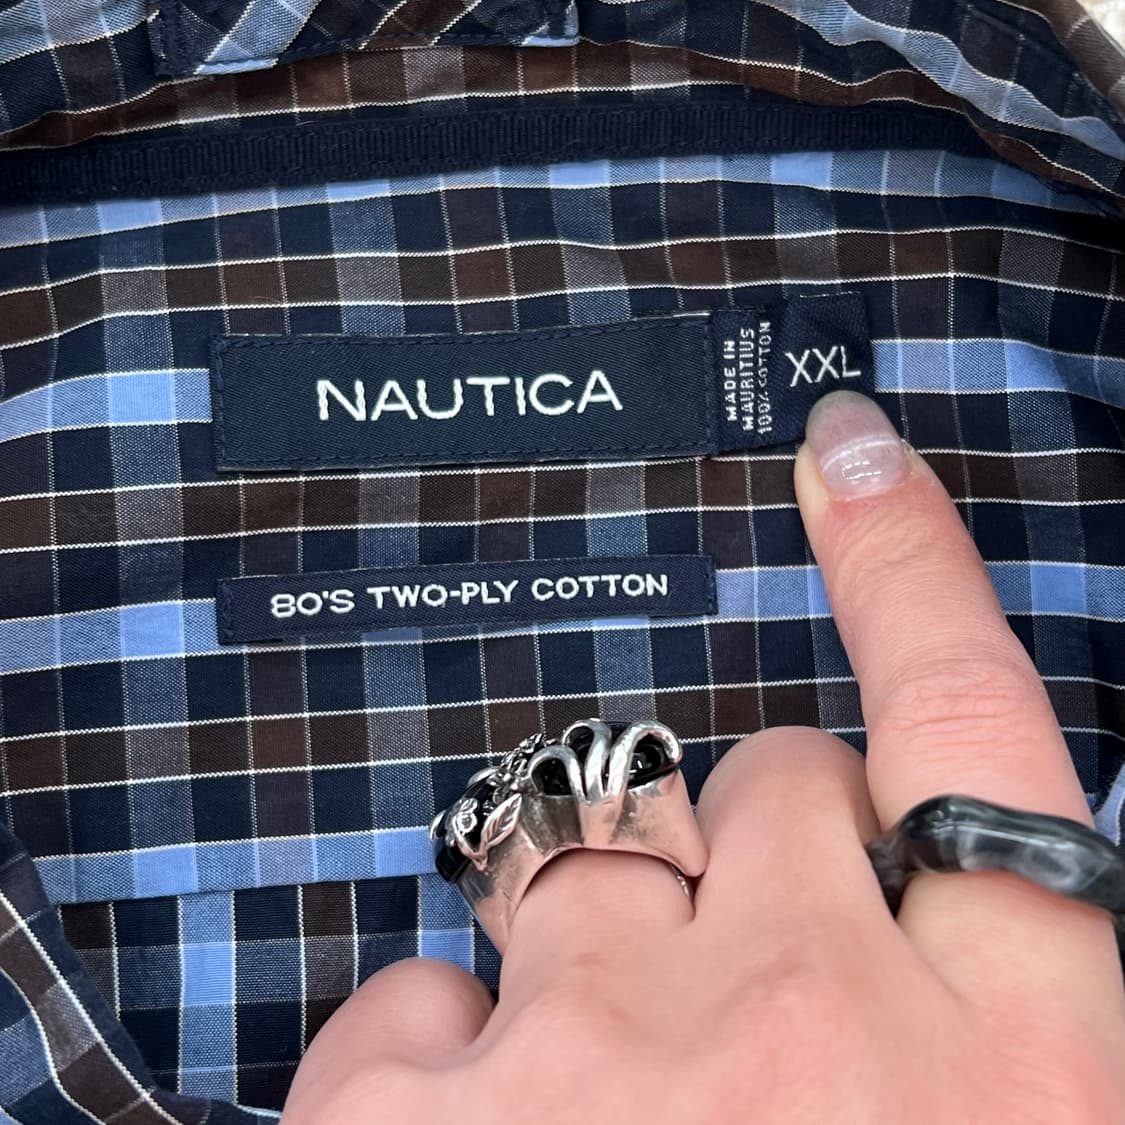 NAUTICA
MADE IN
MAURITIUS
100% COTTON
XXL
80'S TWO-PLY COTTON